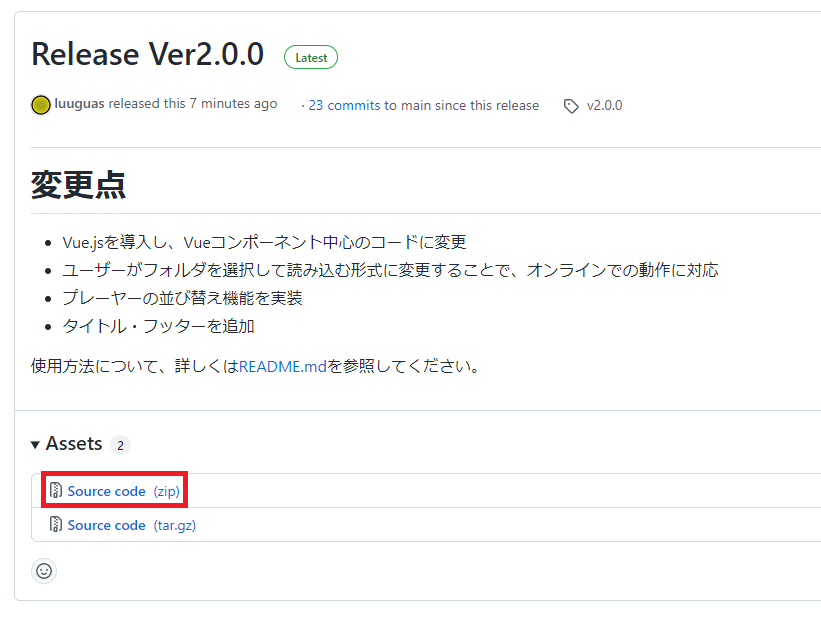 Release Ver2.0.0 Latest
luuguas released this 7 minutes ago · 23 commits to main since this release v2.0.0
変更点
• Vue.jsを導入し、Vueコンポーネント中心のコードに変更
• ユーザーがフォルダを選択して読み込む形式に変更することで、オンラインでの動作に対応
• プレーヤーの並び替え機能を実装
• タイトル・フッターを追加
使用方法について、詳しくはREADME.mdを参照してください。
Assets 2
Source code (zip)
Source code (tar.gz)